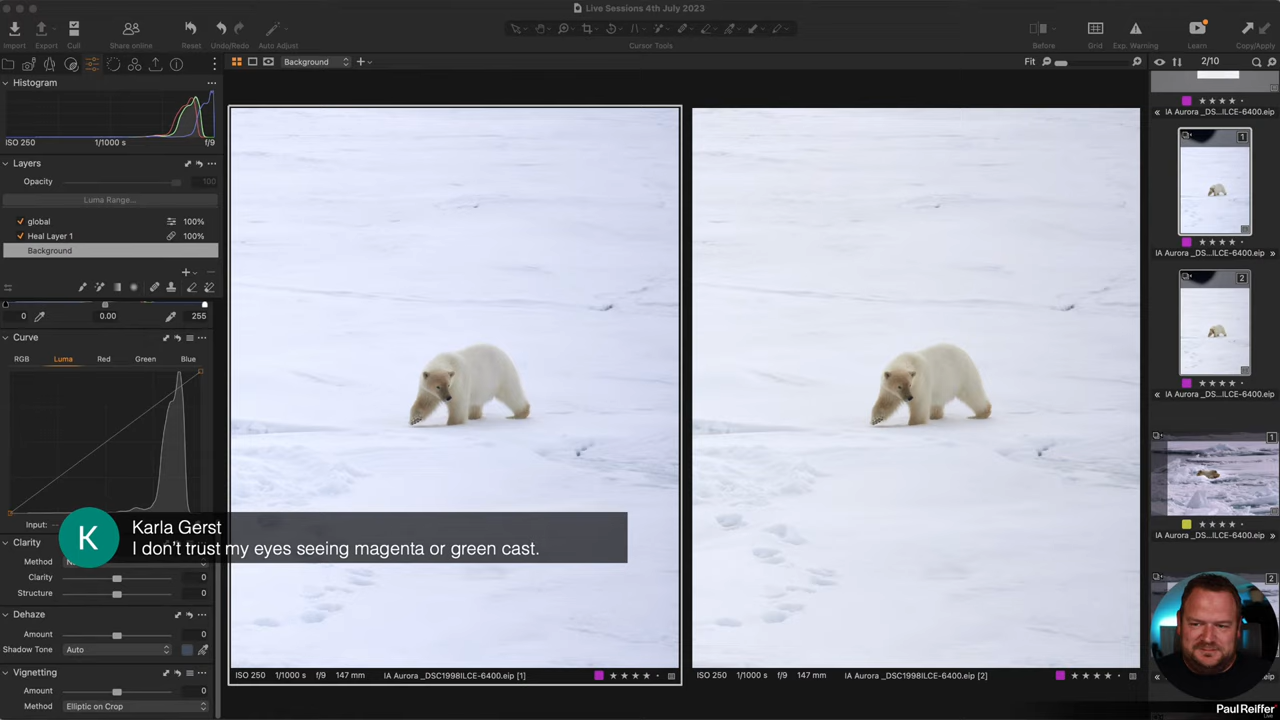 Live Sessions 4th July 2023
Import
Export
Cull
Share online
Reset
Undo/Redo
Auto Adjust
Cursor Tools
Before
Grid
Exp. Warning
Learn
Copy/Apply
Background
Fit
2/10
Histogram
ISO 250
1/1000 s
f/9
Layers
Opacity
100
Luma Range...
global
100%
Heal Layer 1
100%
Background
0
0.00
255
Curve
RGB
Luma
Red
Green
Blue
Input:
K
Karla Gerst
I don't trust my eyes seeing magenta or green cast.
Clarity
Method
Clarity
0
Structure
0
Dehaze
Amount
0
Shadow Tone
Auto
Vignetting
Amount
0
Method
Elliptic on Crop
ISO 250 1/1000 s f/9 147 mm
IA Aurora _DSC1998ILCE-6400.eip [1]
ISO 250 1/1000 s f/9 147 mm
IA Aurora _DSC1998ILCE-6400.eip [2]
IA Aurora _DS...ILCE-6400.eip
1
IA Aurora _DS...ILCE-6400.eip
2
IA Aurora _DS...ILCE-6400.eip
1
IA Aurora _DS...ILCE-6400.eip
2
Paul Reiffer
Live